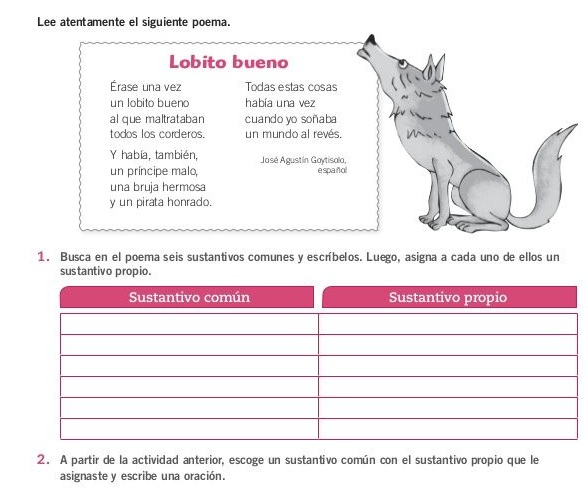 Lee atentamente el siguiente poema.
Lobito bueno
Érase una vez
un lobito bueno
al que maltrataban
todos los corderos.
Y había, también,
un príncipe malo,
una bruja hermosa
y un pirata honrado.
Todas estas cosas
había una vez
cuando yo soñaba
un mundo al revés.
José Agustín Goytisolo,
español
1. Busca en el poema seis sustantivos comunes y escríbelos. Luego, asigna a cada uno de ellos un
sustantivo propio.
Sustantivo común
Sustantivo propio
2. A partir de la actividad anterior, escoge un sustantivo común con el sustantivo propio que le
asignaste y escribe una oración.